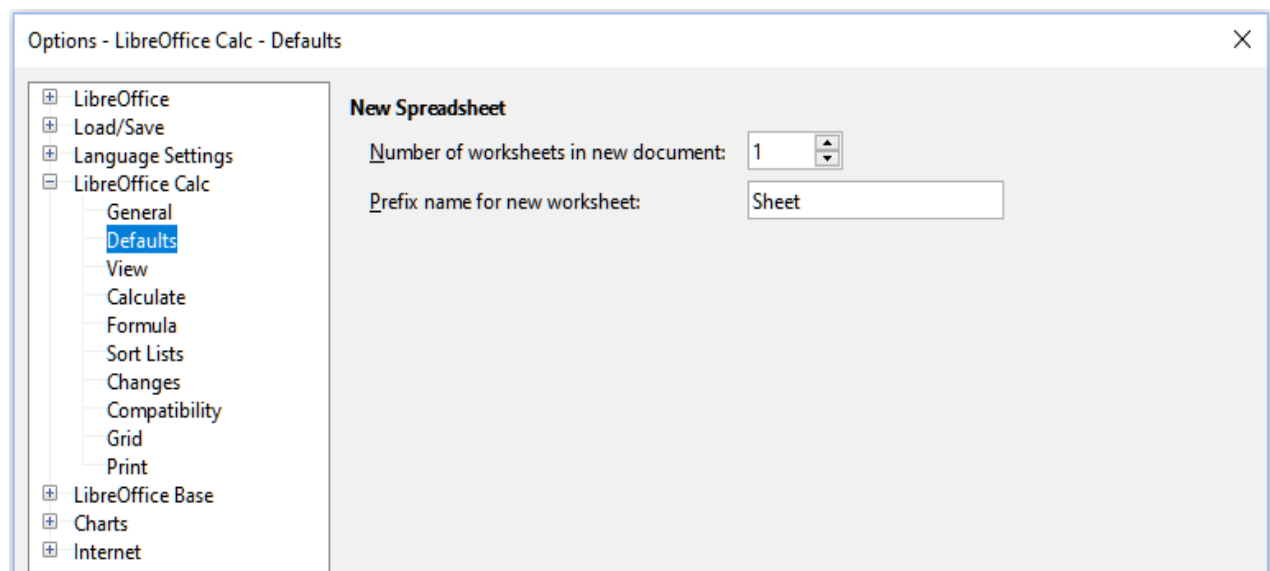 Options - LibreOffice Calc - Defaults
LibreOffice
Load/Save
Language Settings
LibreOffice Calc
General
Defaults
View
Calculate
Formula
Sort Lists
Changes
Compatibility
Grid
Print
LibreOffice Base
Charts
Internet
New Spreadsheet
Number of worksheets in new document: 1
Prefix name for new worksheet: Sheet